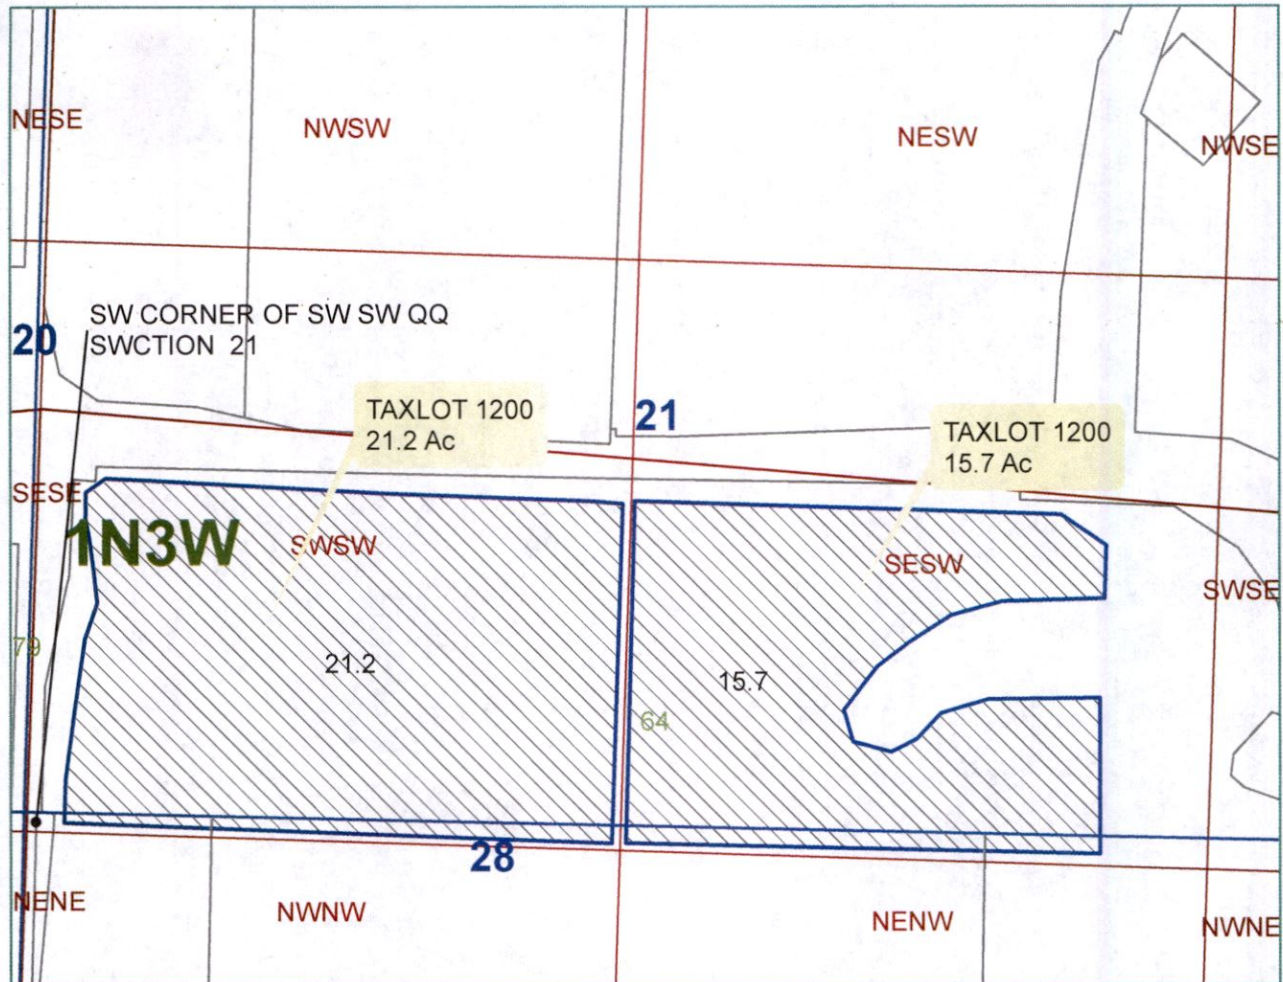 NESE
NWSW
NESW
NWSE
SW CORNER OF SW SW QQ
SWCTION 21
20
TAXLOT 1200
21.2 Ac
21
TAXLOT 1200
15.7 Ac
SESE
1N3W
SWSW
SESW
SWSE
79
21.2
15.7
64
28
NENE
NWNW
NENW
NWNE